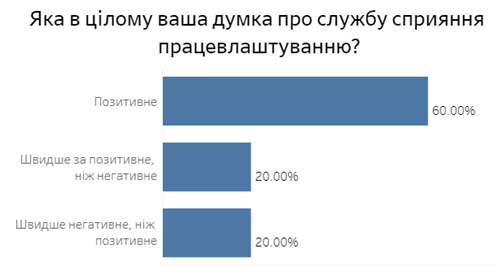 Яка в цілому ваша думка про службу сприяння
працевлаштуванню?
Позитивне
60.00%
Швидше за позитивне,
ніж негативне
20.00%
Швидше негативне, ніж
позитивне
20.00%